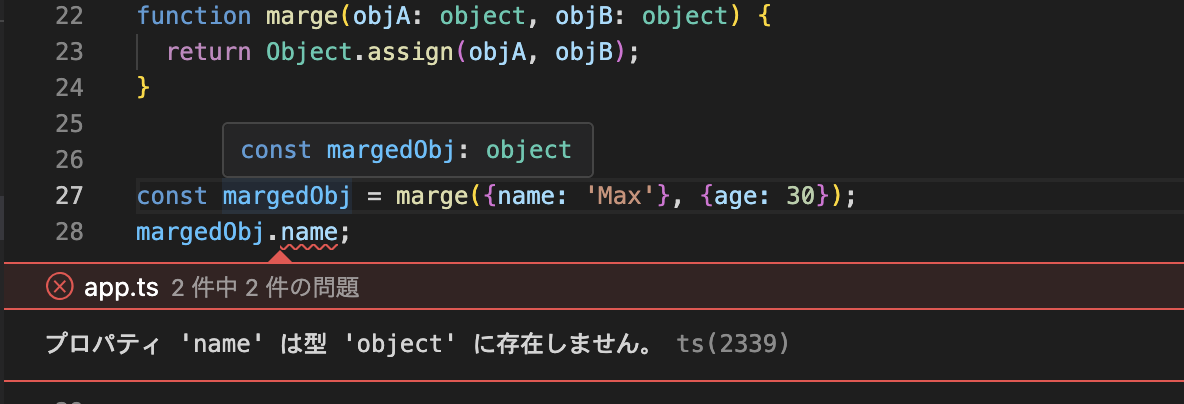 22 function marge(objA: object, objB: object) {
23 return Object.assign(objA, objB);
24 }
25
const margedObj: object
26
27 const margedObj = marge({name: 'Max'}, {age: 30});
28 margedObj.name;
app.ts 2 件中 2 件の問題
プロパティ 'name' は型 'object' に存在しません。 ts(2339)